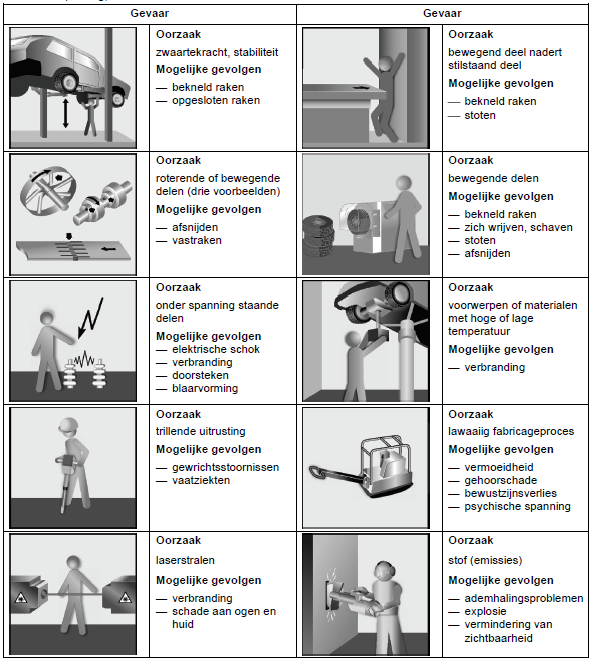 Gevaar
Gevaar
Oorzaak
zwaartekracht, stabiliteit
Mogelijke gevolgen
— bekneld raken
— opgesloten raken
Oorzaak
bewegend deel nadert
stilstaand deel
Mogelijke gevolgen
— bekneld raken
— stoten
Oorzaak
roterende of bewegende
delen (drie voorbeelden)
Mogelijke gevolgen
— afsnijden
— vastraken
Oorzaak
bewegende delen
Mogelijke gevolgen
— bekneld raken
— zich wrijven, schaven
— stoten
— afsnijden
Oorzaak
onder spanning staande
delen
Mogelijke gevolgen
— elektrische schok
— verbranding
— doorsteken
— blaarvorming
Oorzaak
voorwerpen of materialen
met hoge of lage
temperatuur
Mogelijke gevolgen
— verbranding
Oorzaak
trillende uitrusting
Mogelijke gevolgen
— gewrichtsstoornissen
— vaatziekten
Oorzaak
lawaaiig fabricageproces
Mogelijke gevolgen
— vermoeidheid
— gehoorschade
— bewustzijnsverlies
— psychische spanning
Oorzaak
laserstralen
Mogelijke gevolgen
— verbranding
— schade aan ogen en
huid
Oorzaak
stof (emissies)
Mogelijke gevolgen
— ademhalingsproblemen
— explosie
— vermindering van
zichtbaarheid